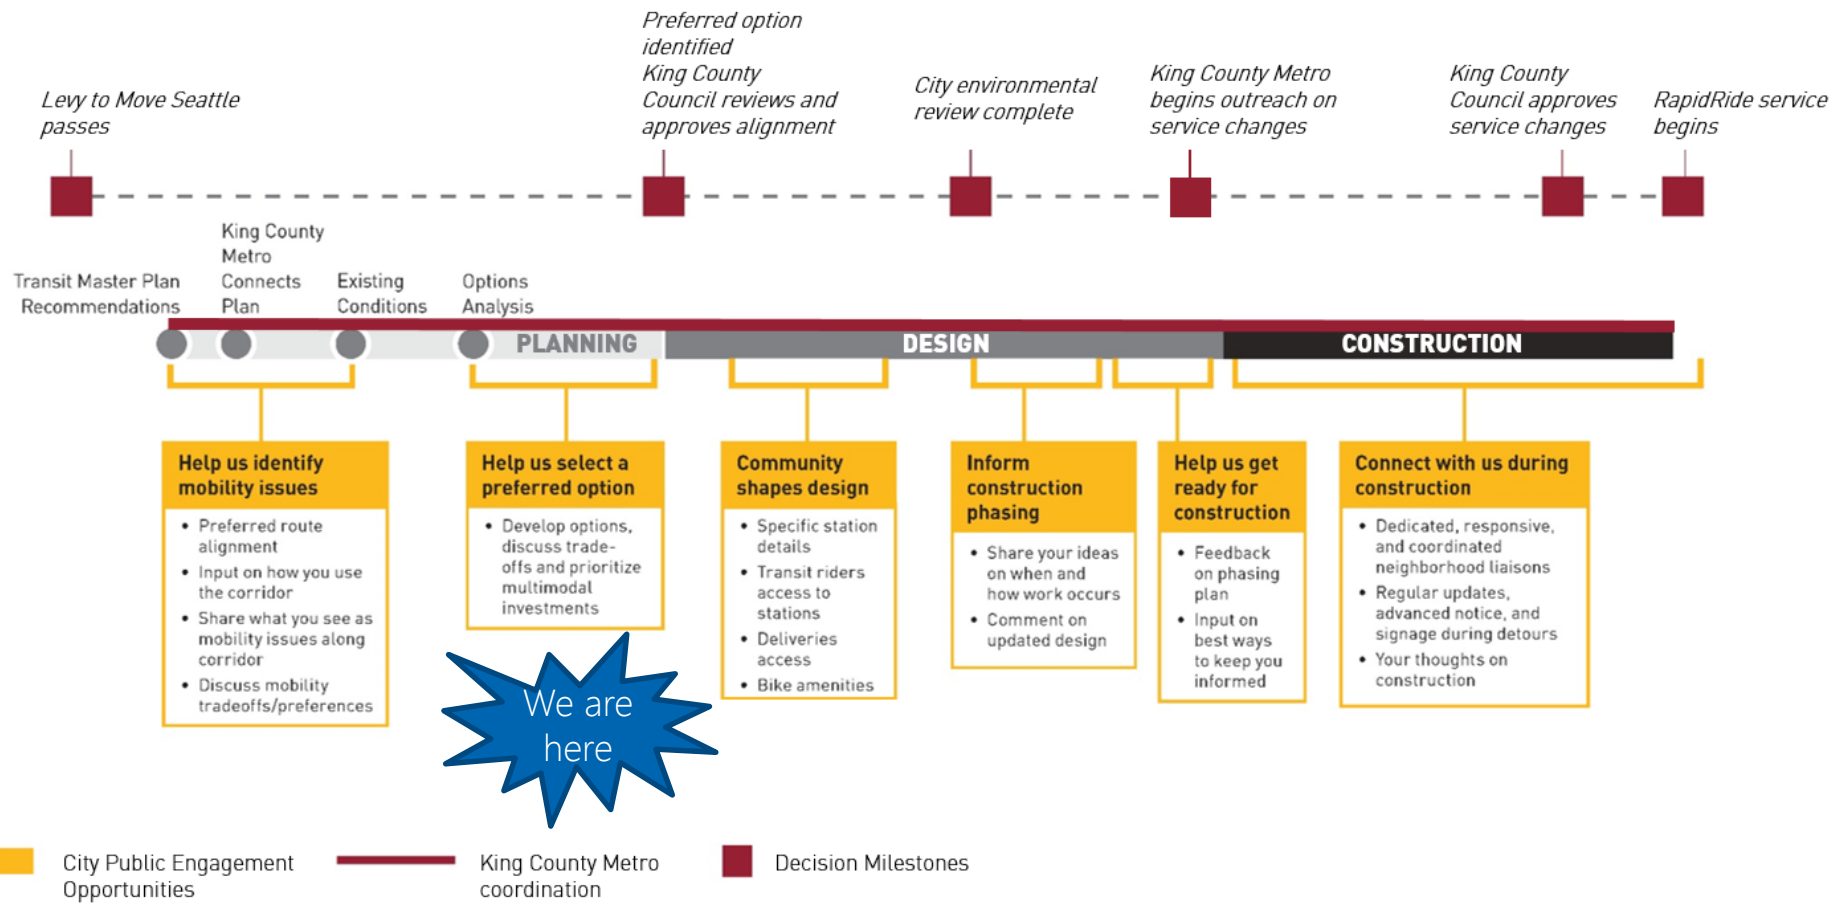 Levy to Move Seattle
passes
Preferred option
identified
King County
Council reviews and
approves alignment
City environmental
review complete
King County Metro
begins outreach on
service changes
King County
Council approves
service changes
RapidRide service
begins
Transit Master Plan
Recommendations
King County
Metro
Connects
Plan
Existing
Conditions
Options
Analysis
PLANNING
DESIGN
CONSTRUCTION
Help us identify
mobility issues
• Preferred route
alignment
• Input on how you use
the corridor
• Share what you see as
mobility issues along
corridor
• Discuss mobility
tradeoffs/preferences
Help us select a
preferred option
• Develop options,
discuss trade-
offs and prioritize
multimodal
investments
Community
shapes design
• Specific station
details
• Transit riders
access to
stations
• Deliveries
access
• Bike amenities
Inform
construction
phasing
• Share your ideas
on when and
how work occurs
• Comment on
updated design
Help us get
ready for
construction
• Feedback
on phasing
plan
• Input on
best ways
to keep you
informed
Connect with us during
construction
• Dedicated, responsive,
and coordinated
neighborhood liaisons
• Regular updates,
advanced notice, and
signage during detours
• Your thoughts on
construction
We are
here
City Public Engagement
Opportunities
King County Metro
coordination
Decision Milestones